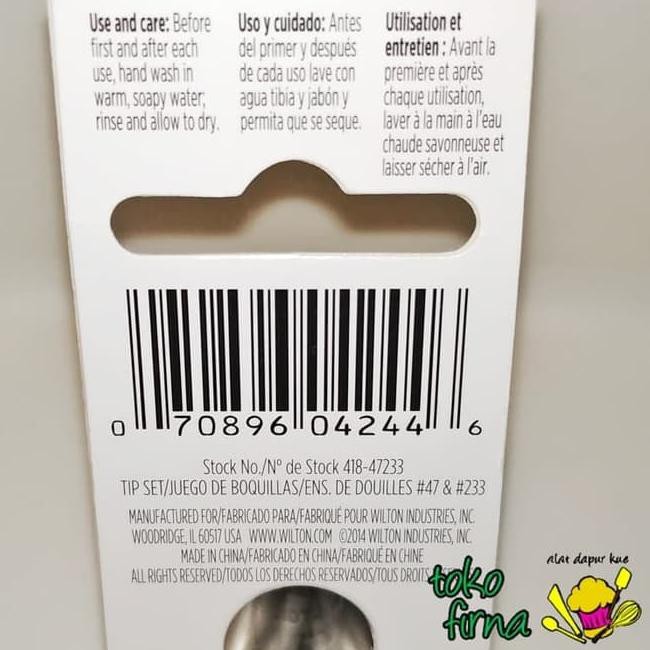 Use and care: Before
first and after each
use, hand wash in
warm, soapy water;
rinse and allow to dry.
Uso y cuidado: Antes
del primer y después
de cada uso lave con
agua tibia y jabón y
permita que se seque.
Utilisation et
entretien : Avant la
première et après
chaque utilisation,
laver à la main à l'eau
chaude savonneuse et
laisser sécher à l'air.
0 70896 04244 6
Stock No./N° de Stock 418-47233
TIP SET/JUEGO DE BOQUILLAS/ENS. DE DOUILLES #47 & #233
MANUFACTURED FOR/FABRICADO PARA/FABRIQUÉ POUR WILTON INDUSTRIES, INC.
WOODRIDGE, IL 60517 USA WWW.WILTON.COM ©2014 WILTON INDUSTRIES, INC.
MADE IN CHINA/FABRICADO EN CHINA/FABRIQUÉ EN CHINE
ALL RIGHTS RESERVED/TODOS LOS DERECHOS RESERVADOS/TOUS DROITS
alat dapur kue
toko
firna